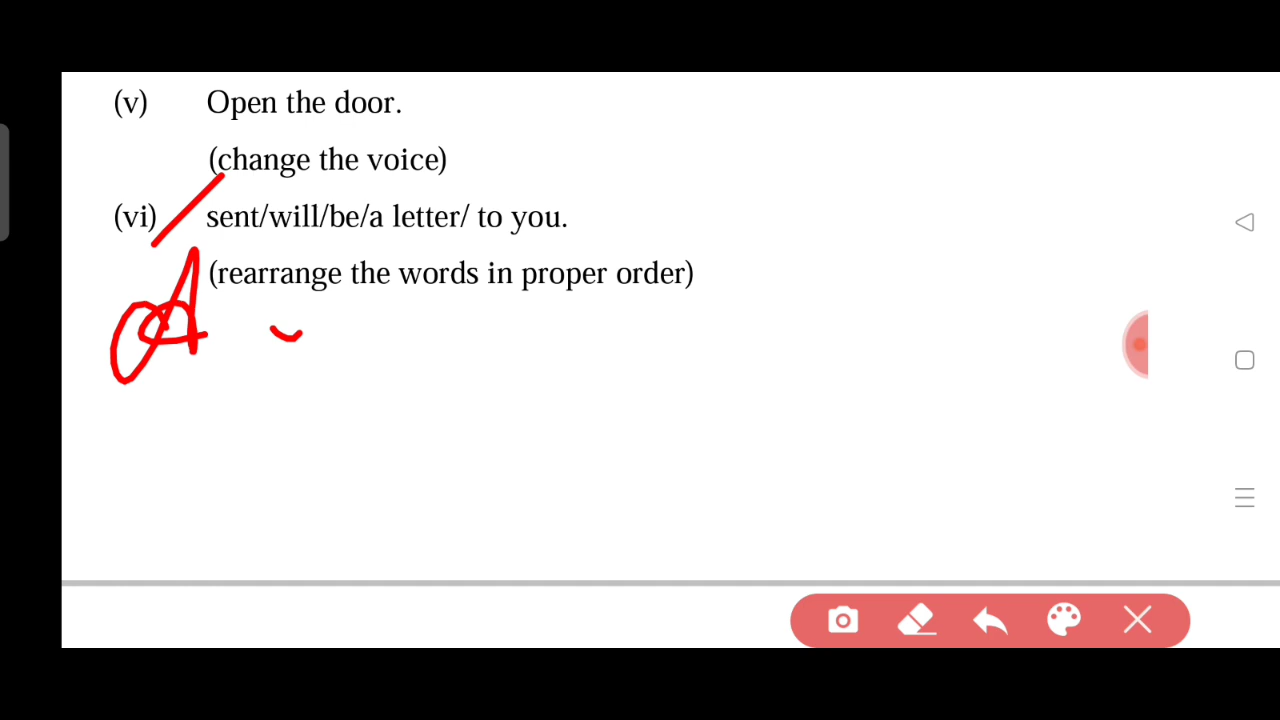 (v) Open the door.
(change the voice)
(vi) sent/will/be/a letter/ to you.
(rearrange the words in proper order)
A